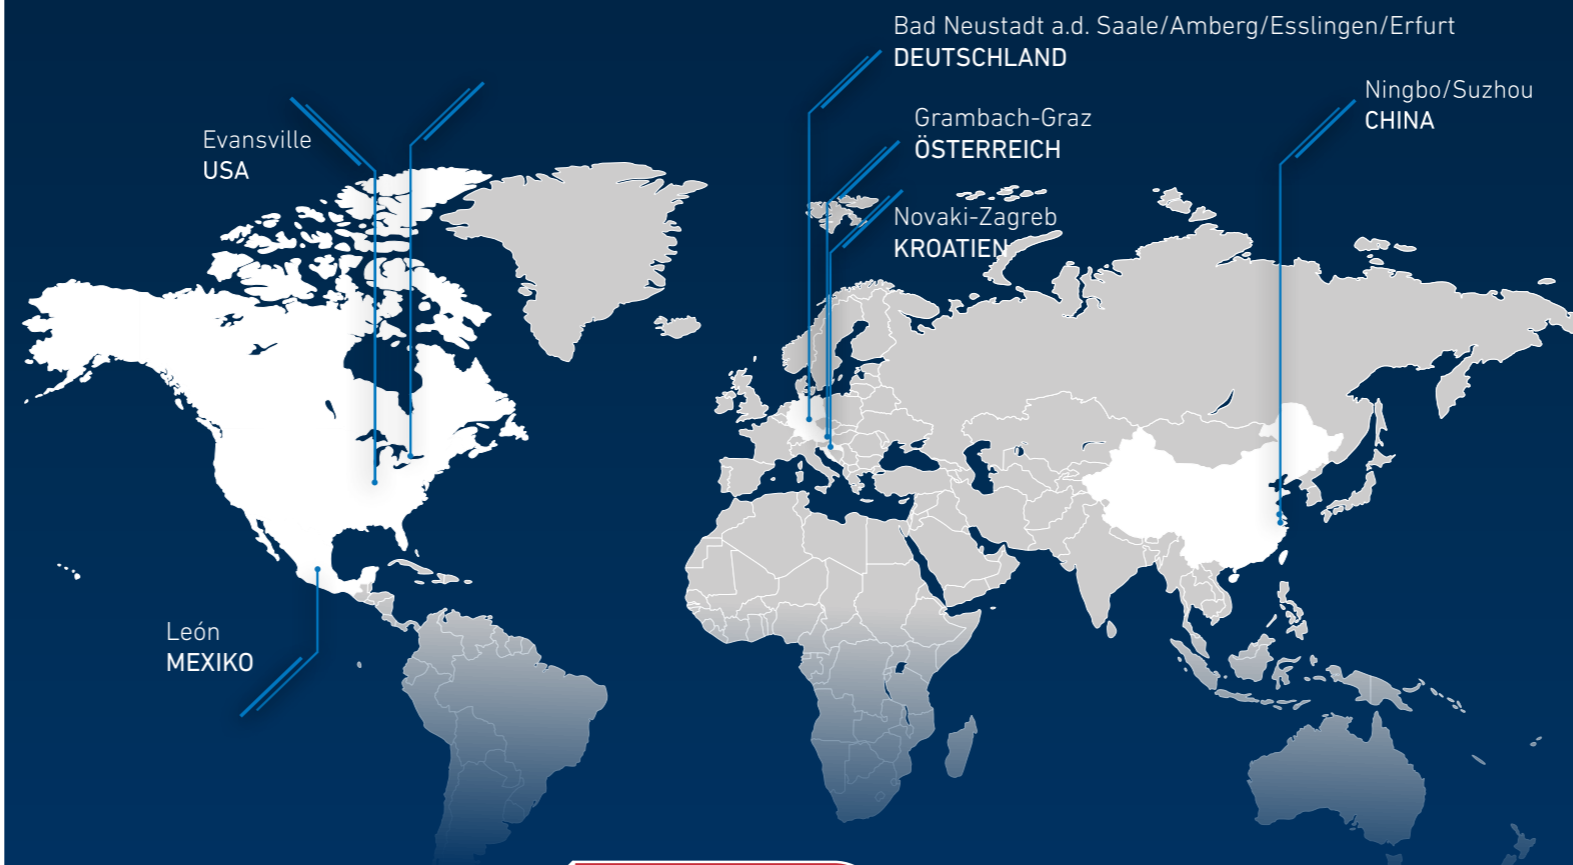 Bad Neustadt a.d. Saale/Amberg/Esslingen/Erfurt
DEUTSCHLAND
Ningbo/Suzhou
CHINA
Grambach-Graz
ÖSTERREICH
Evansville
USA
Novaki-Zagreb
KROATIEN
León
MEXIKO